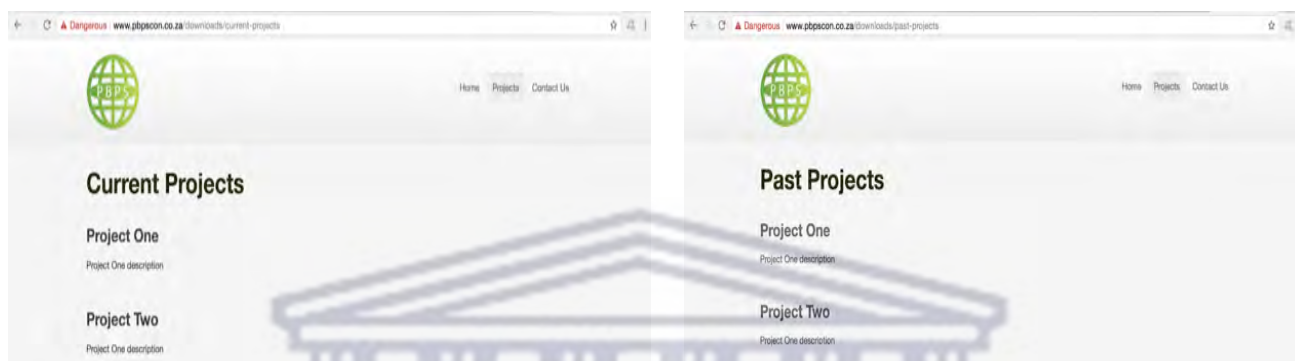 Dangerous www.pbpscon.co.za/downloads/current-projects
PBPS
Home Projects Contact Us
Current Projects
Project One
Project One description
Project Two
Project One description
Dangerous www.pbpscon.co.za/downloads/past-projects
PBPS
Home Projects Contact Us
Past Projects
Project One
Project One description
Project Two
Project One description